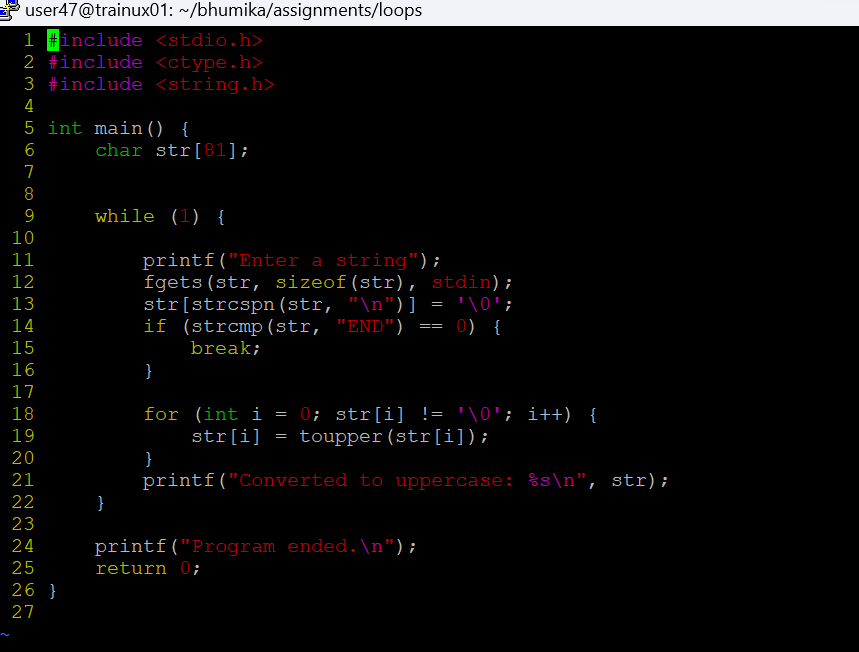 user47@trainux01: ~/bhumika/assignments/loops
1 #include <stdio.h>
2 #include <ctype.h>
3 #include <string.h>
4
5 int main() {
6     char str[81];
7
8
9     while (1) {
10
11         printf("Enter a string");
12         fgets(str, sizeof(str), stdin);
13         str[strcspn(str, "\n")] = '\0';
14         if (strcmp(str, "END") == 0) {
15             break;
16         }
17
18         for (int i = 0; str[i] != '\0'; i++) {
19             str[i] = toupper(str[i]);
20         }
21         printf("Converted to uppercase: %s\n", str);
22     }
23
24     printf("Program ended.\n");
25     return 0;
26 }
27
~